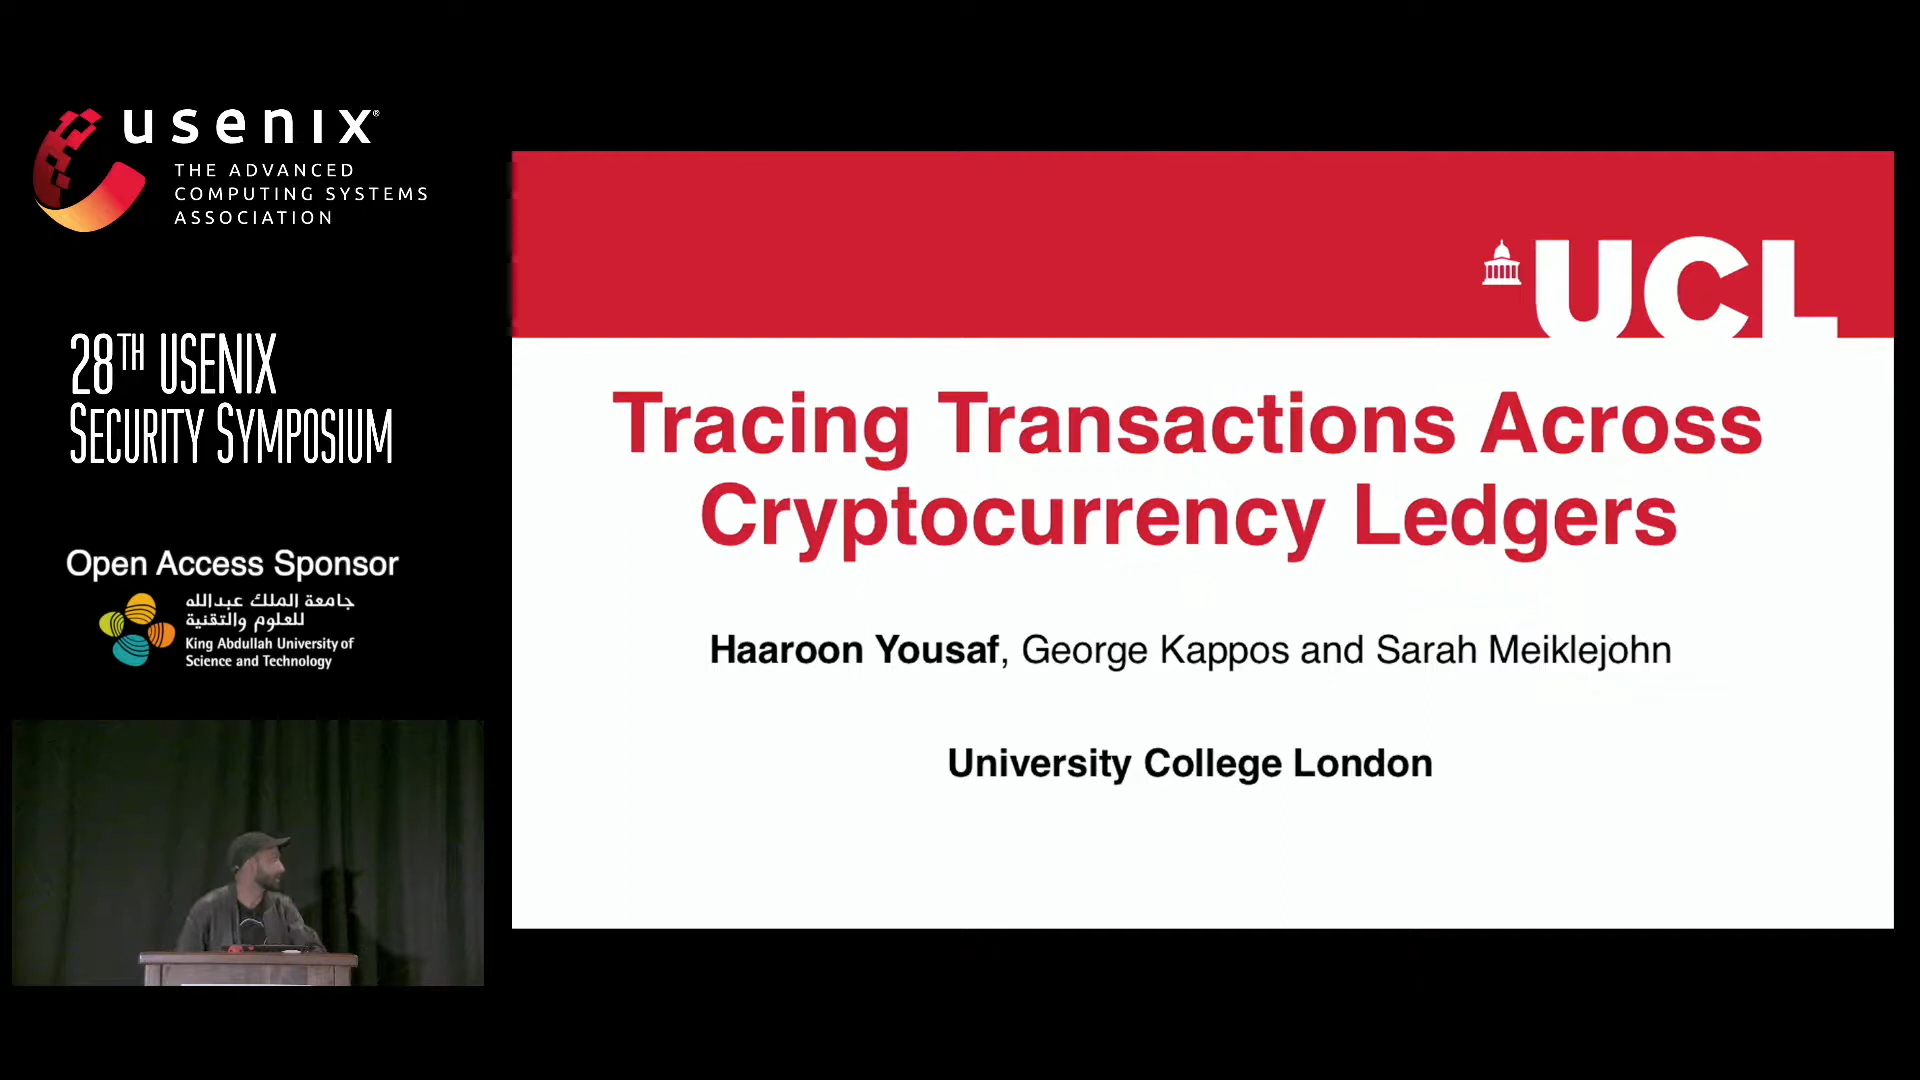 usenix®
THE ADVANCED
COMPUTING SYSTEMS
ASSOCIATION
28TH USENIX
SECURITY SYMPOSIUM
Open Access Sponsor
جامعة الملك عبدالله
للعلوم والتقنية
King Abdullah University of
Science and Technology
UCL
Tracing Transactions Across
Cryptocurrency Ledgers
Haaroon Yousaf, George Kappos and Sarah Meiklejohn
University College London